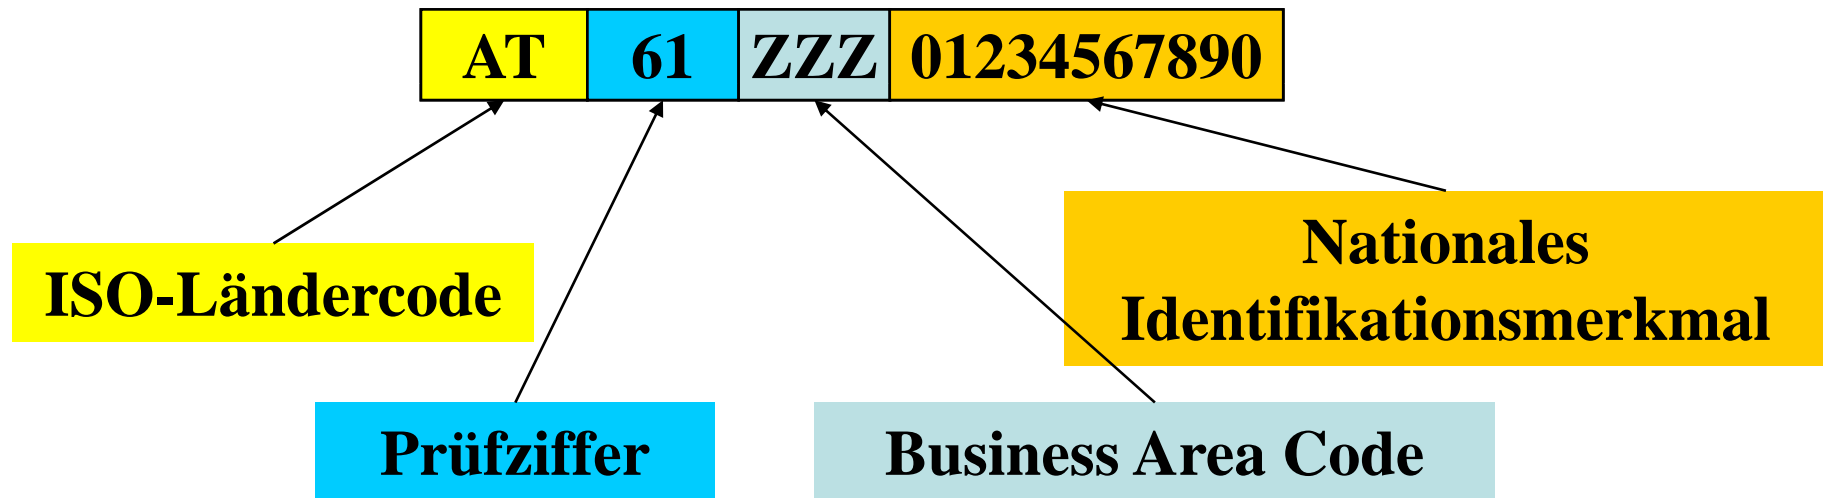 AT 61 ZZZ 01234567890
Nationales
Identifikationsmerkmal
ISO-Ländercode
Prüfziffer
Business Area Code